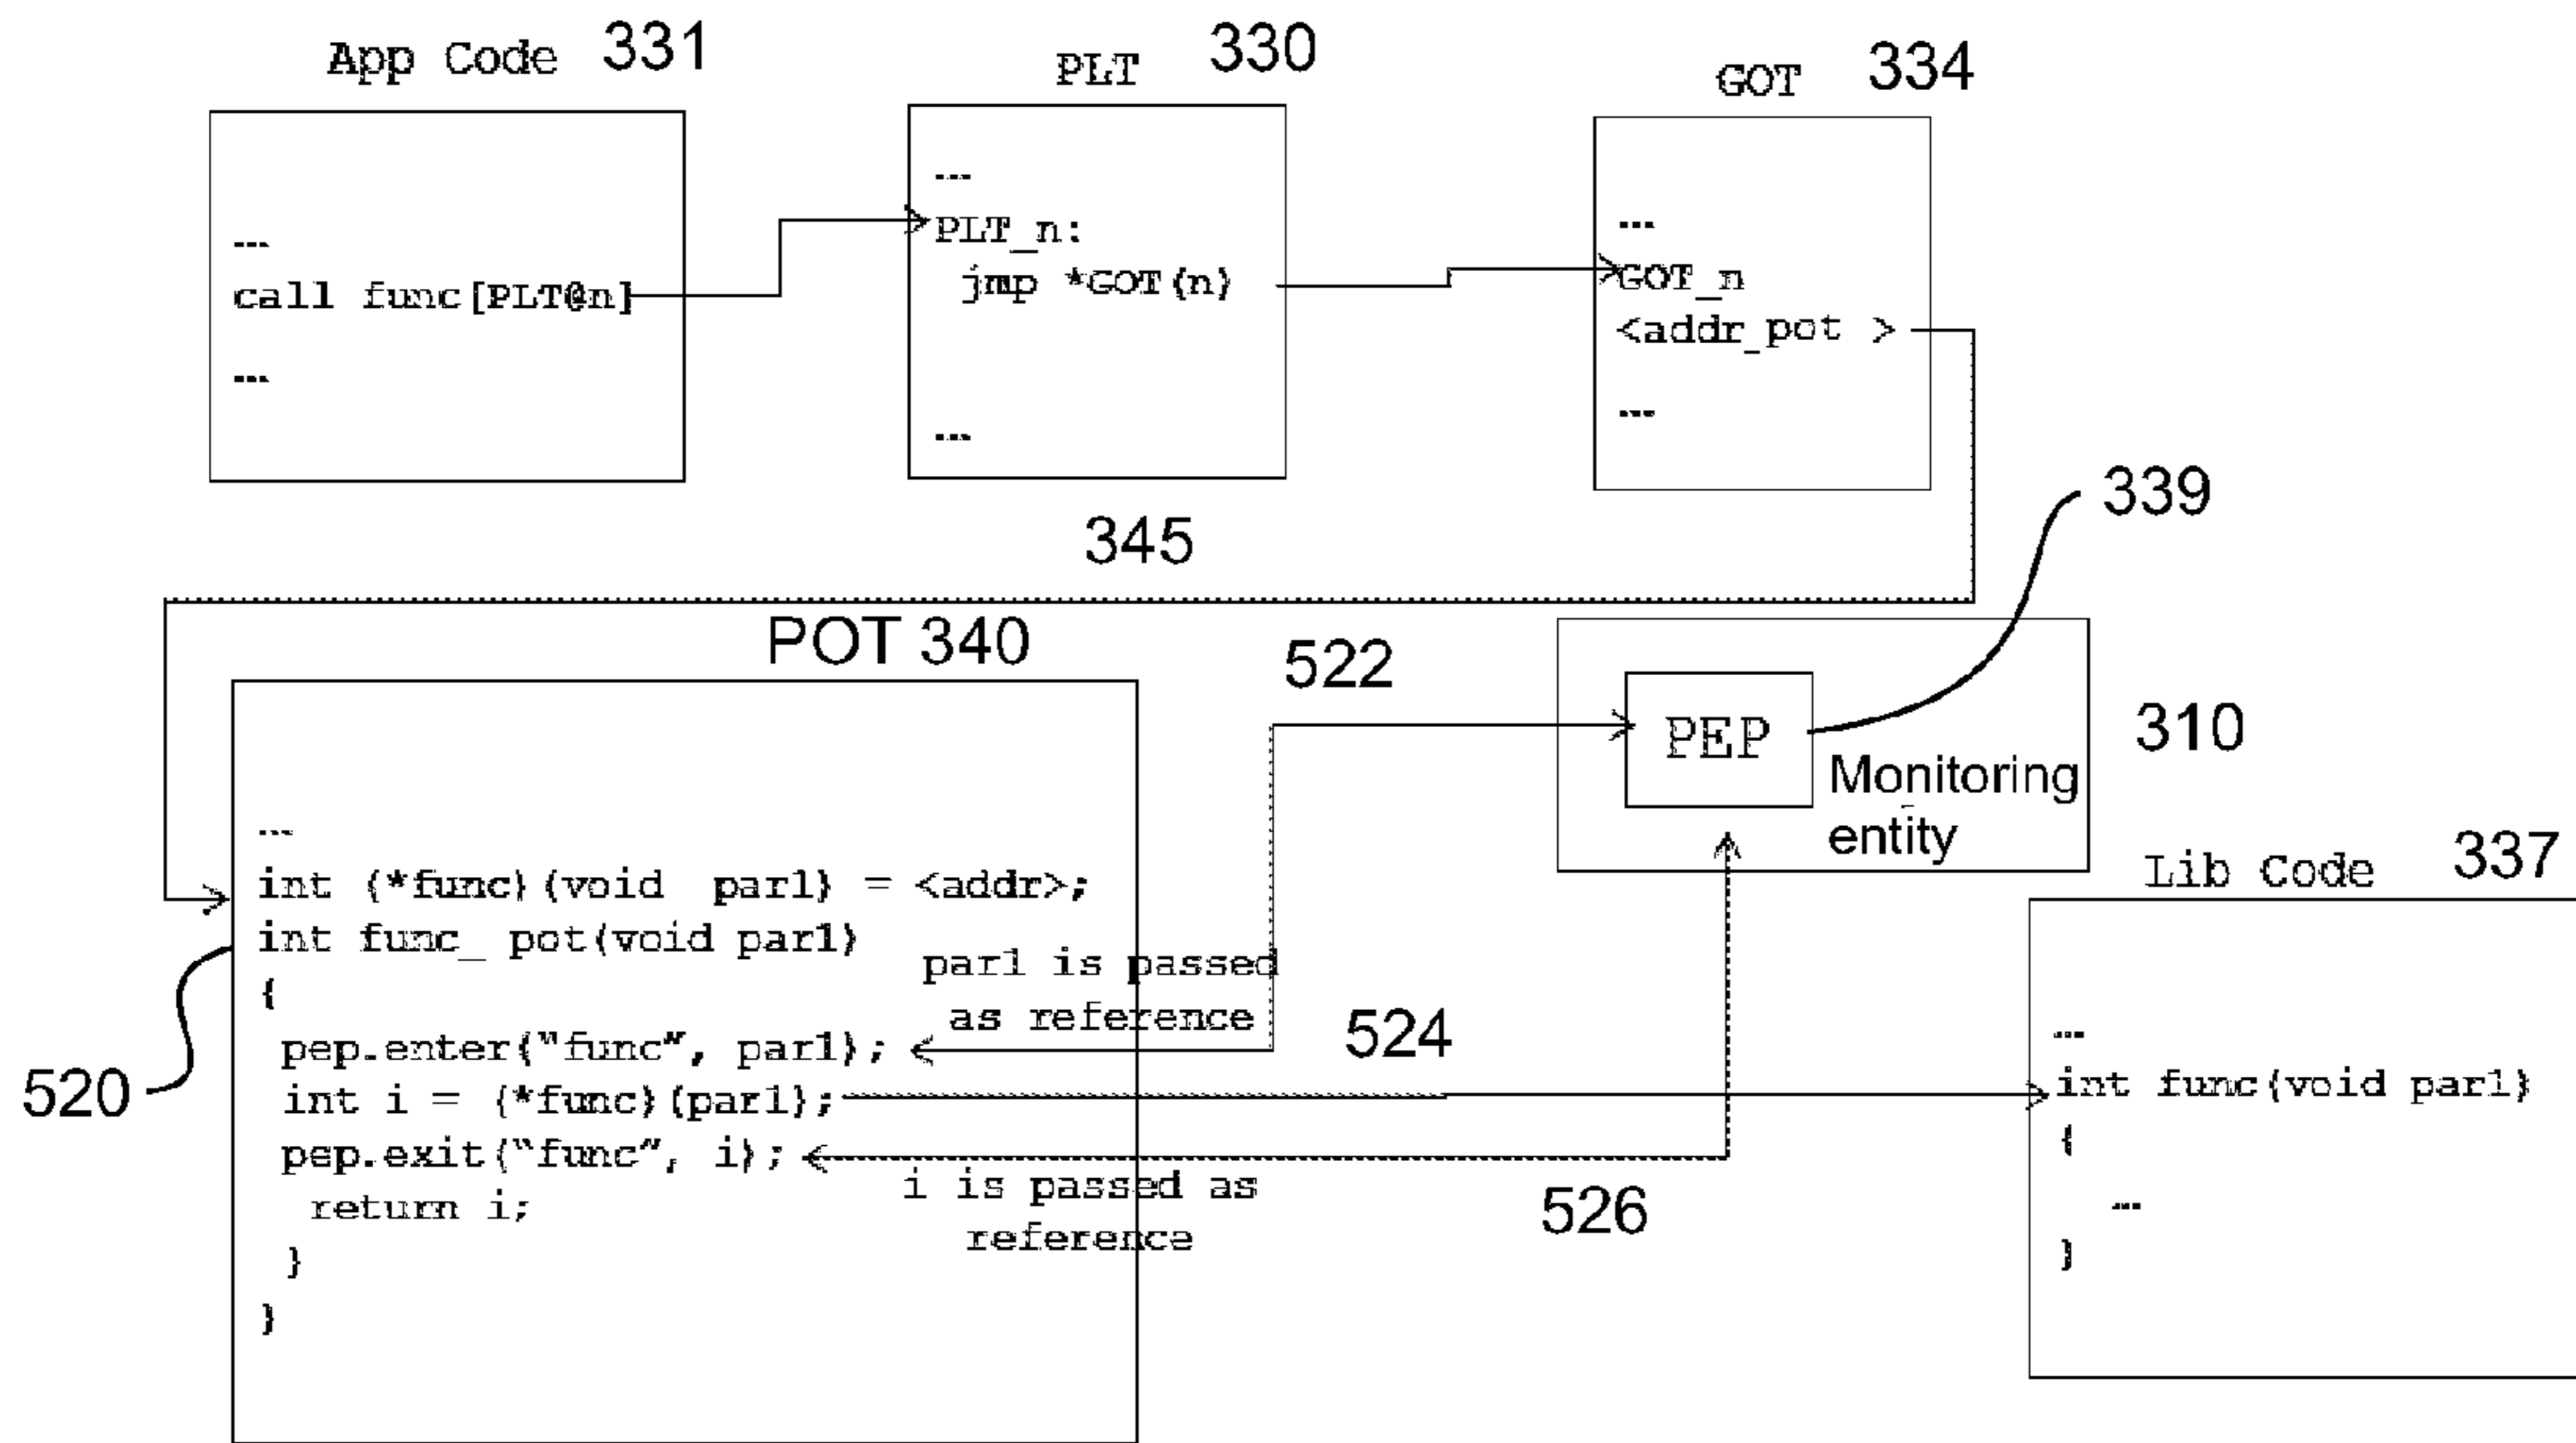 App Code 331
...
call func[PLT@n]
...
PLT 330
...
PLT_n:
jmp *GOT(n)
...
GOT 334
...
GOT_n
<addr_pot >
...
345
339
POT 340
...
int (*func)(void par1) = <addr>;
int func_ pot(void par1)
{
pep.enter("func", par1);
int i = (*func)(par1);
pep.exit("func", i);
return i;
}
}
520
par1 is passed
as reference
i is passed as
reference
522
524
526
PEP
Monitoring
entity
310
Lib Code 337
...
int func(void par1)
{
...
}